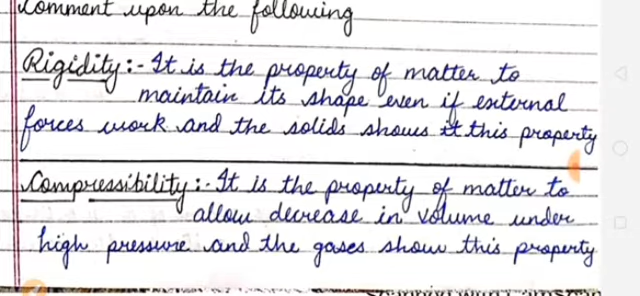 Comment upon the following
Rigidity :- It is the property of matter to
maintain its shape even if external
forces work and the solids shows this property
Compressibility :- It is the property of matter to
allow decrease in volume under
high pressure and the gases show this property